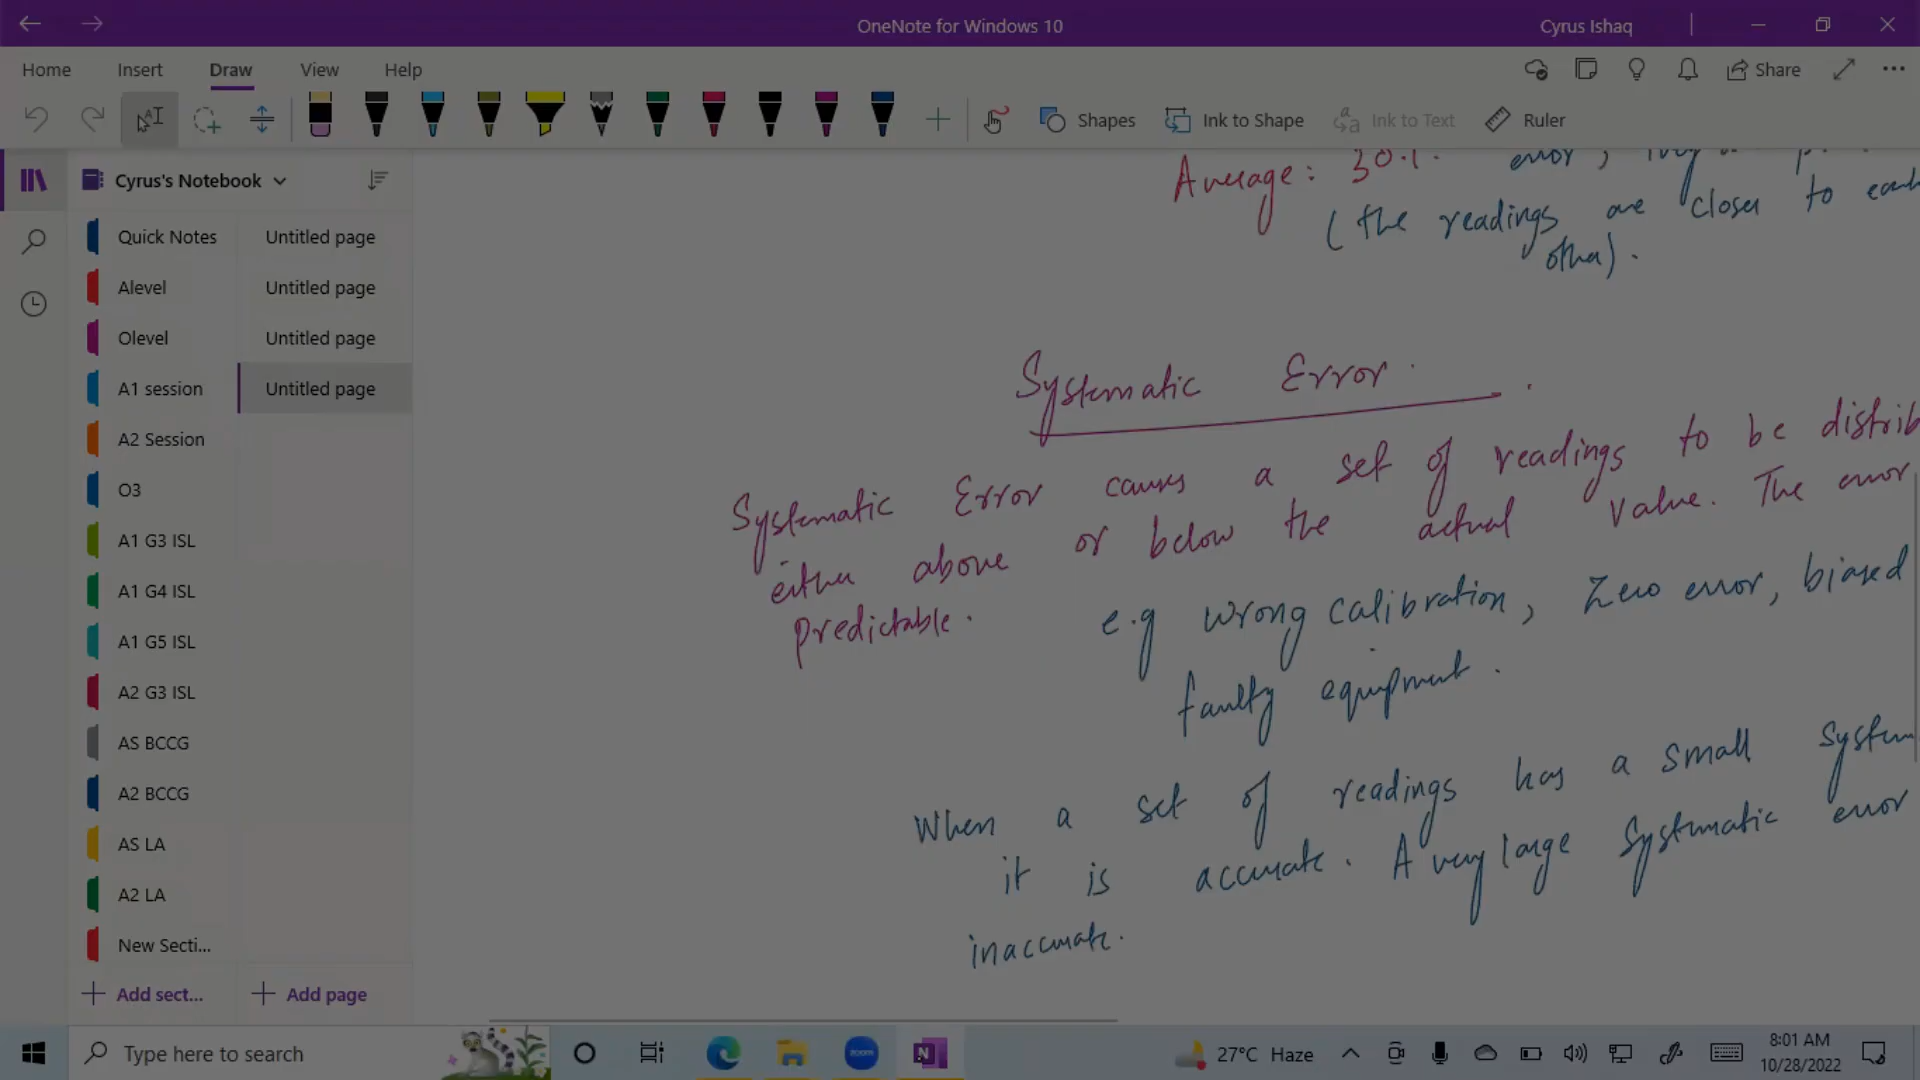 OneNote for Windows 10
Cyrus Ishaq
Home Insert Draw View Help
Share
Shapes Ink to Shape Ink to Text Ruler
Cyrus's Notebook
Quick Notes
Alevel
Olevel
A1 session
A2 Session
O3
A1 G3 ISL
A1 G4 ISL
A1 G5 ISL
A2 G3 ISL
AS BCCG
A2 BCCG
AS LA
A2 LA
New Secti...
Add sect...
Untitled page
Untitled page
Untitled page
Untitled page
Add page
Average: 30.1. error,
(the readings are closer to each
other).
Systematic Error.
Systematic Error causes a set of readings to be distrib
either above or below the actual value. The error
predictable.
e.g wrong calibration, Zero error, biased
faulty equipment.
When a set of readings has a small System
it is accurate. A very large systematic error
inaccurate.
Type here to search
27°C Haze
8:01 AM
10/28/2022